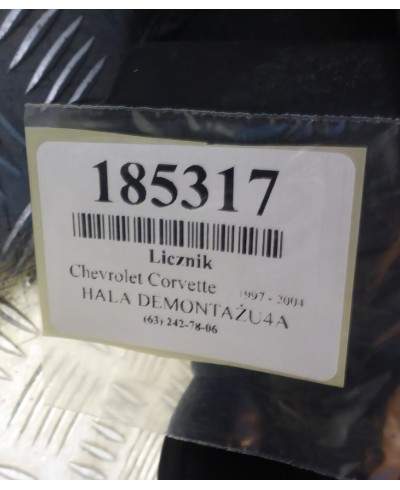 185317
Licznik
Chevrolet Corvette 1997 - 2004
HALA DEMONTAŻU4A
(63) 242-78-06